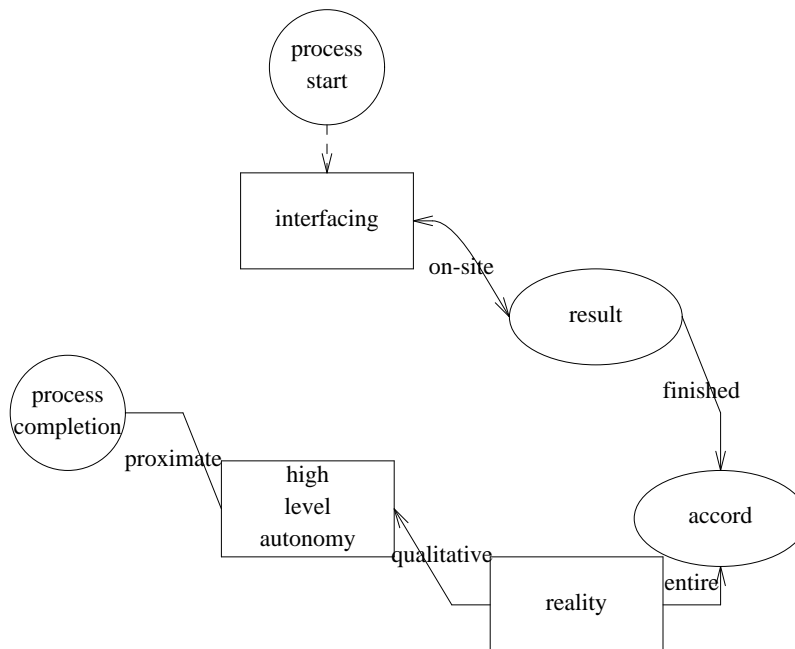 process
start
interfacing
on-site
result
finished
process
completion
proximate
high
level
autonomy
qualitative
accord
reality
entire